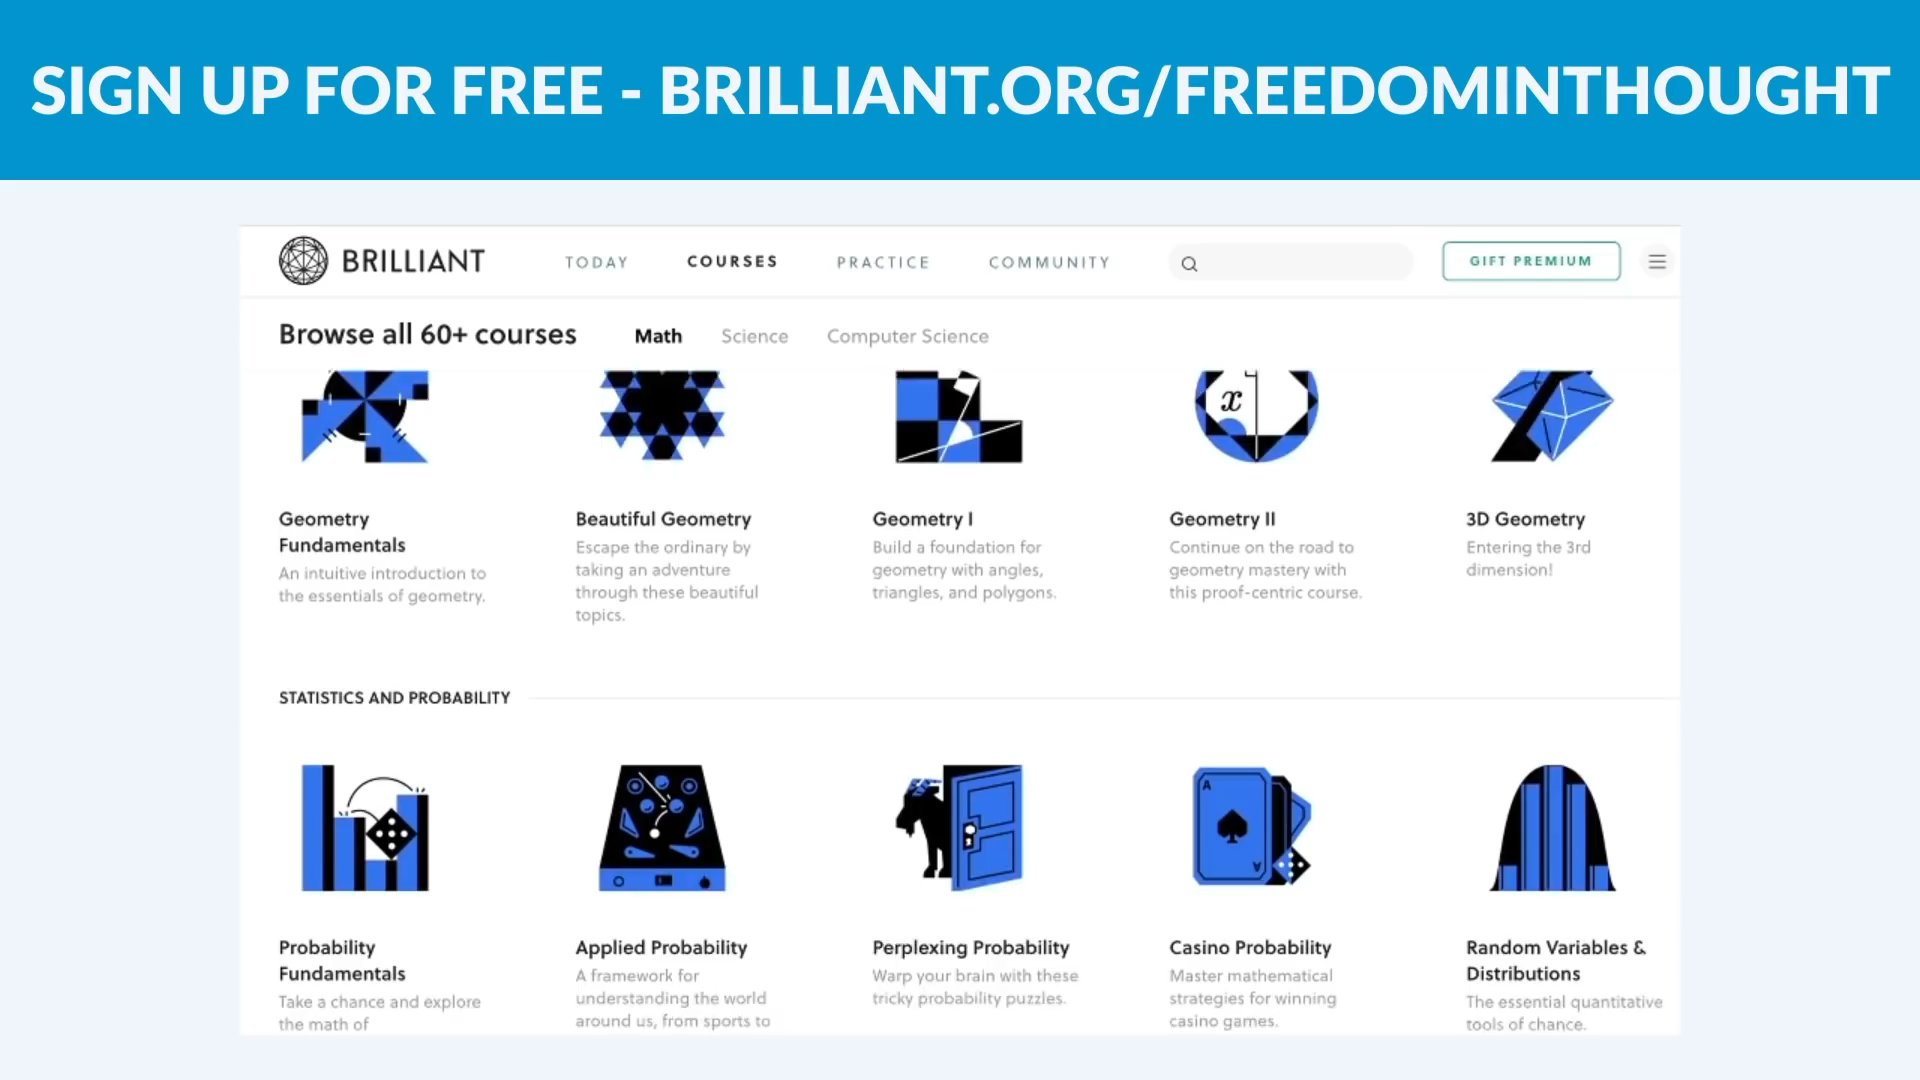 SIGN UP FOR FREE - BRILLIANT.ORG/FREEDOMINTHOUGHT
BRILLIANT
TODAY
COURSES
PRACTICE
COMMUNITY
GIFT PREMIUM
Browse all 60+ courses
Math
Science
Computer Science
x
Geometry
Fundamentals
An intuitive introduction to
the essentials of geometry.
Beautiful Geometry
Escape the ordinary by
taking an adventure
through these beautiful
topics.
Geometry I
Build a foundation for
geometry with angles,
triangles, and polygons.
Geometry II
Continue on the road to
geometry mastery with
this proof-centric course.
3D Geometry
Entering the 3rd
dimension!
STATISTICS AND PROBABILITY
A
A
Probability
Fundamentals
Take a chance and explore
the math of
Applied Probability
A framework for
understanding the world
around us, from sports to
Perplexing Probability
Warp your brain with these
tricky probability puzzles.
Casino Probability
Master mathematical
strategies for winning
casino games.
Random Variables &
Distributions
The essential quantitative
tools of chance.